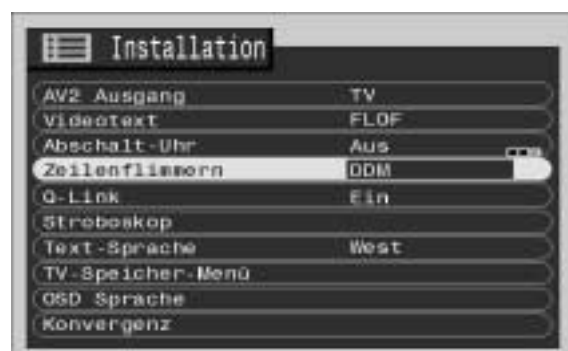 Installation
AV2 Ausgang TV
Videotext FLOF
Abschalt-Uhr Aus
Zeilenflimmern DDM
Q-Link Ein
Stroboskop
Text-Sprache West
TV-Speicher-Menü
OSD Sprache
Konvergenz